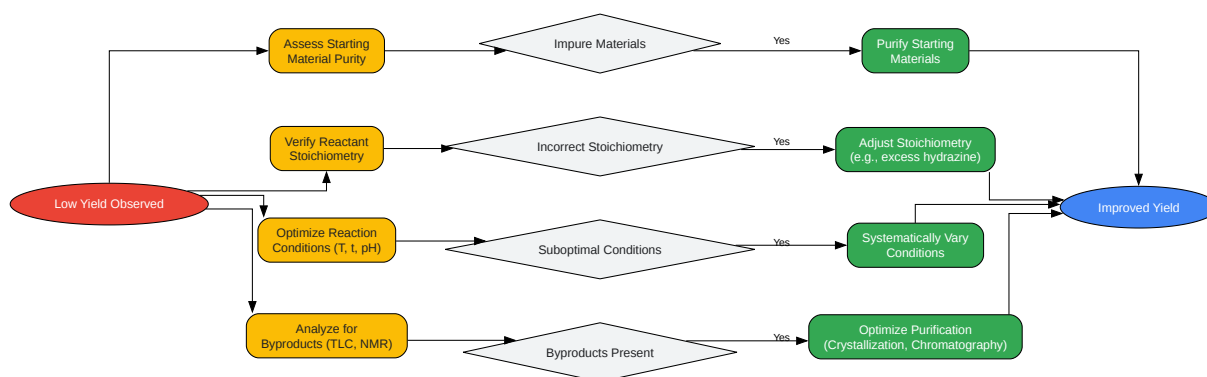 Assess Starting
Material Purity
Impure Materials
Yes
Purify Starting
Materials
Verify Reactant
Stoichiometry
Incorrect Stoichiometry
Yes
Adjust Stoichiometry
(e.g., excess hydrazine)
Low Yield Observed
Improved Yield
Optimize Reaction
Conditions (T, t, pH)
Suboptimal Conditions
Yes
Systematically Vary
Conditions
Analyze for
Byproducts (TLC, NMR)
Byproducts Present
Yes
Optimize Purification
(Crystallization, Chromatography)